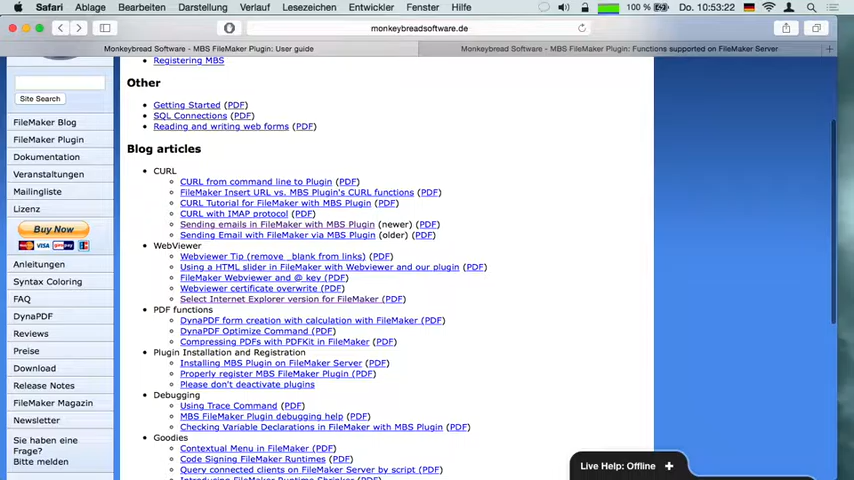 Safari Ablage Bearbeiten Darstellung Verlauf Lesezeichen Entwickler Fenster Hilfe 100 % Do. 10:53:22
monkeybreadsoftware.de
Monkeybread Software - MBS FileMaker Plugin: User guide
Monkeybread Software - MBS FileMaker Plugin: Functions supported on FileMaker Server
Site Search
FileMaker Blog
FileMaker Plugin
Dokumentation
Veranstaltungen
Mailingliste
Lizenz
Buy Now
Anleitungen
Syntax Coloring
FAQ
DynaPDF
Reviews
Preise
Download
Release Notes
FileMaker Magazin
Newsletter
Sie haben eine
Frage?
Bitte melden
Registering MBS
Other
Getting Started (PDF)
SQL Connections (PDF)
Reading and writing web forms (PDF)
Blog articles
CURL
CURL from command line to Plugin (PDF)
FileMaker Insert URL vs. MBS Plugin's CURL functions (PDF)
CURL Tutorial for FileMaker with MBS Plugin (PDF)
CURL with IMAP protocol (PDF)
Sending emails in FileMaker with MBS Plugin (newer) (PDF)
Sending Email with FileMaker via MBS Plugin (older) (PDF)
WebViewer
Webviewer Tip (remove _blank from links) (PDF)
Using a HTML slider in FileMaker with Webviewer and our plugin (PDF)
FileMaker Webviewer and @ key (PDF)
Webviewer certificate overwrite (PDF)
Select Internet Explorer version for FileMaker (PDF)
PDF functions
DynaPDF form creation with calculation with FileMaker (PDF)
DynaPDF Optimize Command (PDF)
Compressing PDFs with PDFKit in FileMaker (PDF)
Plugin Installation and Registration
Installing MBS Plugin on FileMaker Server (PDF)
Properly register MBS FileMaker Plugin (PDF)
Please don't deactivate plugins
Debugging
Using Trace Command (PDF)
MBS FileMaker Plugin debugging help (PDF)
Checking Variable Declarations in FileMaker with MBS Plugin (PDF)
Goodies
Contextual Menu in FileMaker (PDF)
Code Signing FileMaker Runtimes (PDF)
Query connected clients on FileMaker Server by script (PDF)
Introducing FileMaker Runtime Shrinker (PDF)
Live Help: Offline +